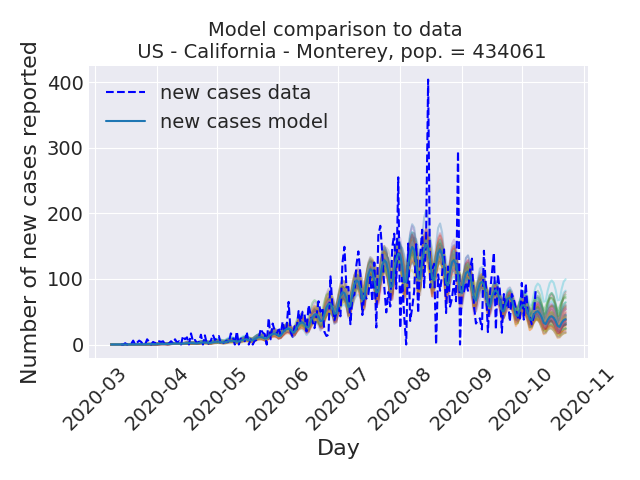 Model comparison to data
US - California - Monterey, pop. = 434061
Number of new cases reported
400
300
200
100
0
new cases data
new cases model
2020-03
2020-04
2020-05
2020-06
2020-07
2020-08
2020-09
2020-10
2020-11
Day